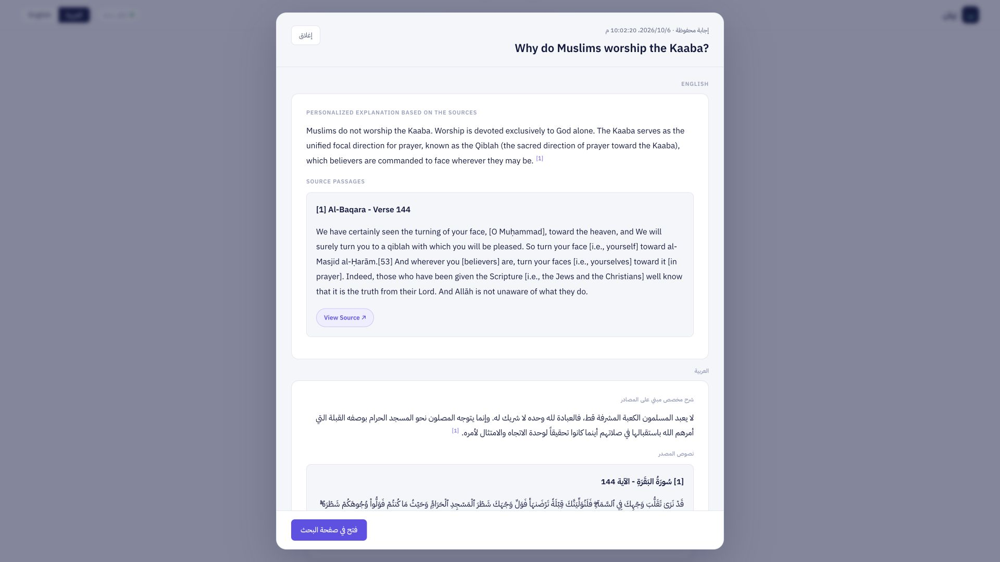 إغلاق
إجابة محفوظة · 2026/10/6، 10:02:20 م
Why do Muslims worship the Kaaba?
ENGLISH
PERSONALIZED EXPLANATION BASED ON THE SOURCES
Muslims do not worship the Kaaba. Worship is devoted exclusively to God alone. The Kaaba serves as the
unified focal direction for prayer, known as the Qiblah (the sacred direction of prayer toward the Kaaba),
which believers are commanded to face wherever they may be. [1]
SOURCE PASSAGES
[1] Al-Baqara - Verse 144
We have certainly seen the turning of your face, [O Muḥammad], toward the heaven, and We will
surely turn you to a qiblah with which you will be pleased. So turn your face [i.e., yourself] toward al-
Masjid al-Ḥarām.[53] And wherever you [believers] are, turn your faces [i.e., yourselves] toward it [in
prayer]. Indeed, those who have been given the Scripture [i.e., the Jews and the Christians] well know
that it is the truth from their Lord. And Allāh is not unaware of what they do.
View Source ↗
العربية
شرح مخصص مبني على المصادر
لا يعبد المسلمون الكعبة المشرفة قط، فالعبادة لله وحده لا شريك له. وإنما يتوجه المصلون نحو المسجد الحرام بوصفه القبلة التي
أمرهم الله باستقبالها في صلاتهم أينما كانوا تحقيقاً لوحدة الاتجاه والامتثال لأمره. [1]
نصوص المصدر
[1] سُورَةُ البَقَرَةِ - الآية 144
قَدۡ نَرَىٰ تَقَلُّبَ وَجۡهِكَ فِي ٱلسَّمَآءِۖ فَلَنُوَلِّيَنَّكَ قِبۡلَةٗ تَرۡضَىٰهَاۚ فَوَلِّ وَجۡهَكَ شَطۡرَ ٱلۡمَسۡجِدِ ٱلۡحَرَامِۚ وَحَيۡثُ مَا كُنتُمۡ فَوَلُّواْ وُجُوهَكُمۡ شَطۡرَهُۥۗ
فتح في صفحة البحث